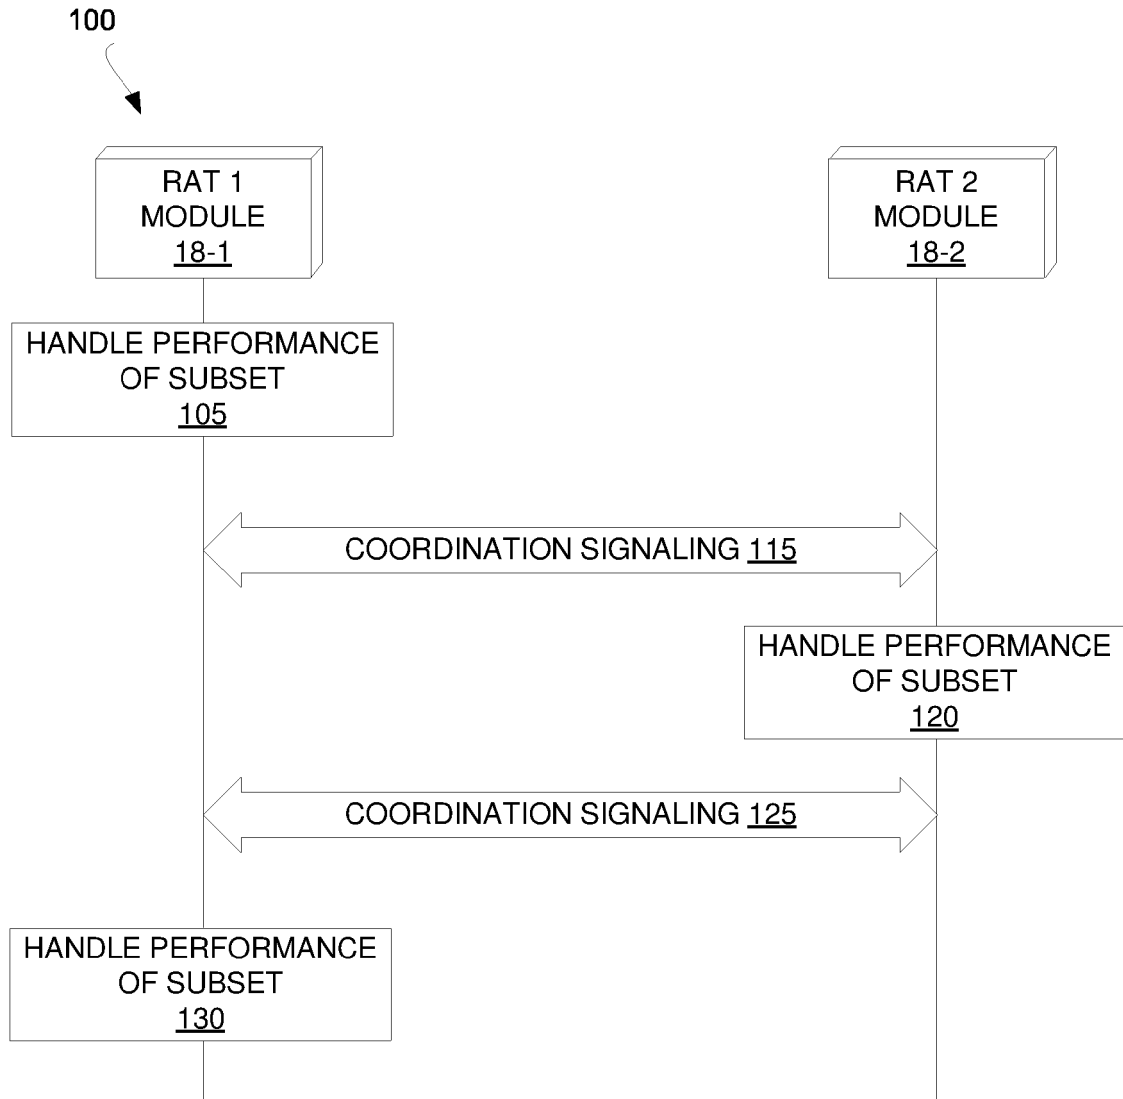 100
RAT 1
MODULE
18-1
RAT 2
MODULE
18-2
HANDLE PERFORMANCE
OF SUBSET
105
COORDINATION SIGNALING 115
HANDLE PERFORMANCE
OF SUBSET
120
COORDINATION SIGNALING 125
HANDLE PERFORMANCE
OF SUBSET
130